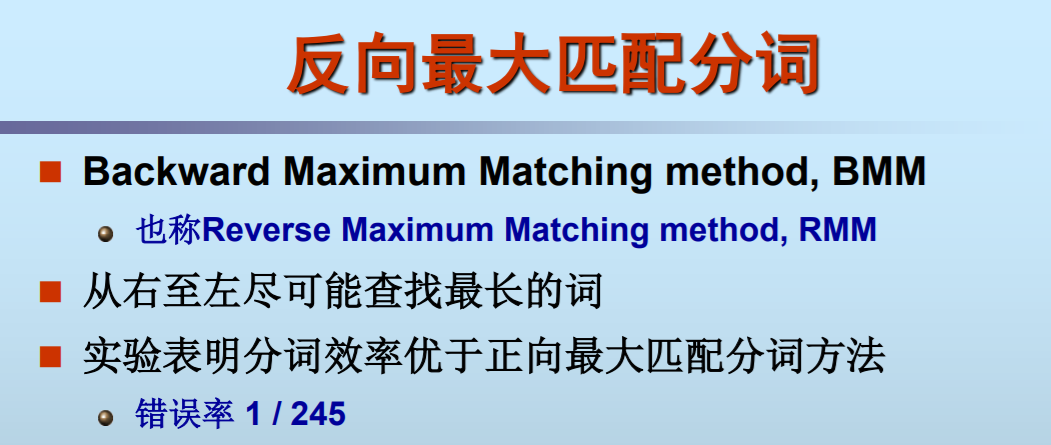 反向最大匹配分词
Backward Maximum Matching method, BMM
也称Reverse Maximum Matching method, RMM
从右至左尽可能查找最长的词
实验表明分词效率优于正向最大匹配分词方法
错误率 1 / 245